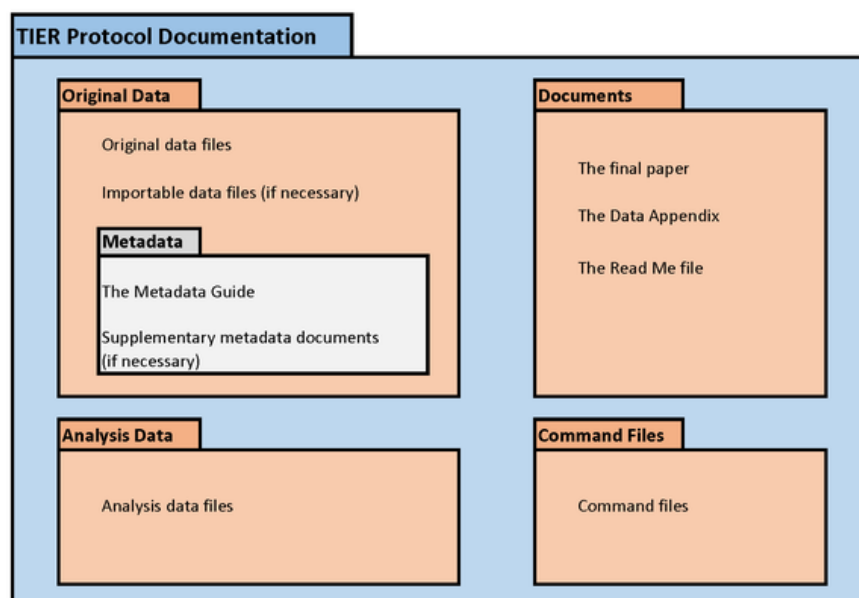 TIER Protocol Documentation
Original Data
Original data files
Importable data files (if necessary)
Metadata
The Metadata Guide
Supplementary metadata documents
(if necessary)
Documents
The final paper
The Data Appendix
The Read Me file
Analysis Data
Analysis data files
Command Files
Command files